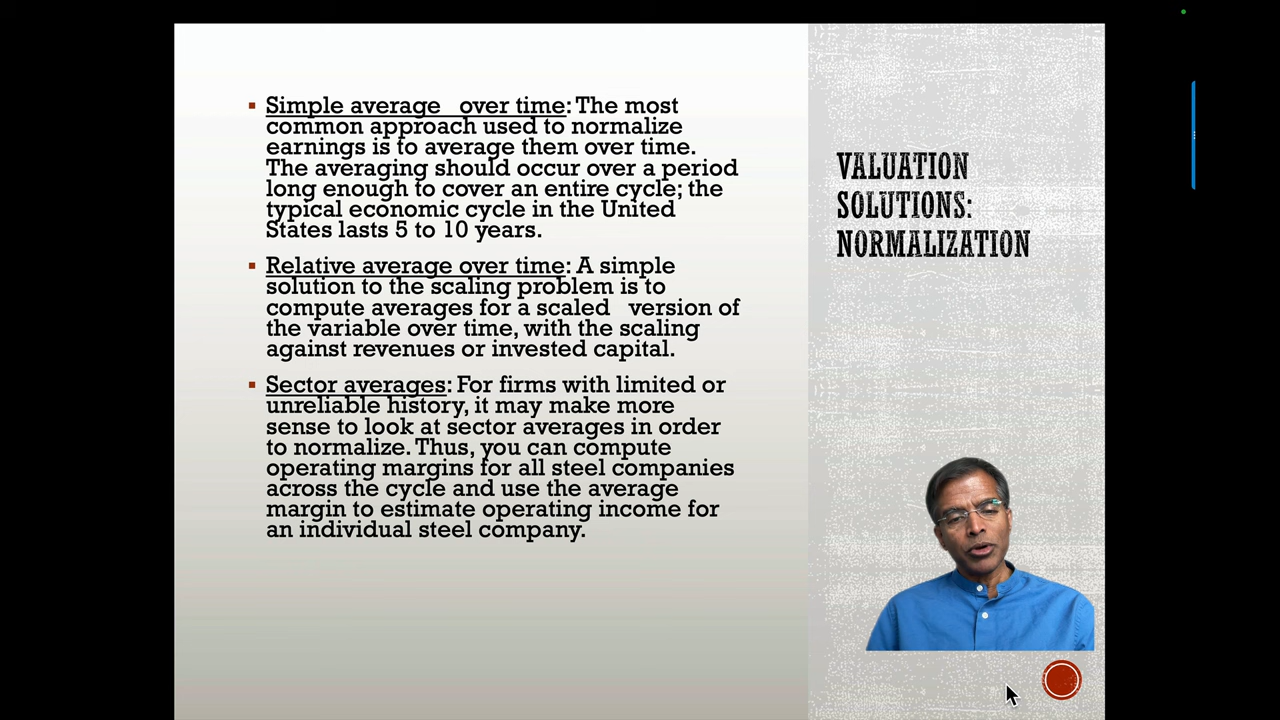 Simple average over time: The most
common approach used to normalize
earnings is to average them over time.
The averaging should occur over a period
long enough to cover an entire cycle; the
typical economic cycle in the United
States lasts 5 to 10 years.
Relative average over time: A simple
solution to the scaling problem is to
compute averages for a scaled version of
the variable over time, with the scaling
against revenues or invested capital.
Sector averages: For firms with limited or
unreliable history, it may make more
sense to look at sector averages in order
to normalize. Thus, you can compute
operating margins for all steel companies
across the cycle and use the average
margin to estimate operating income for
an individual steel company.
VALUATION
SOLUTIONS:
NORMALIZATION